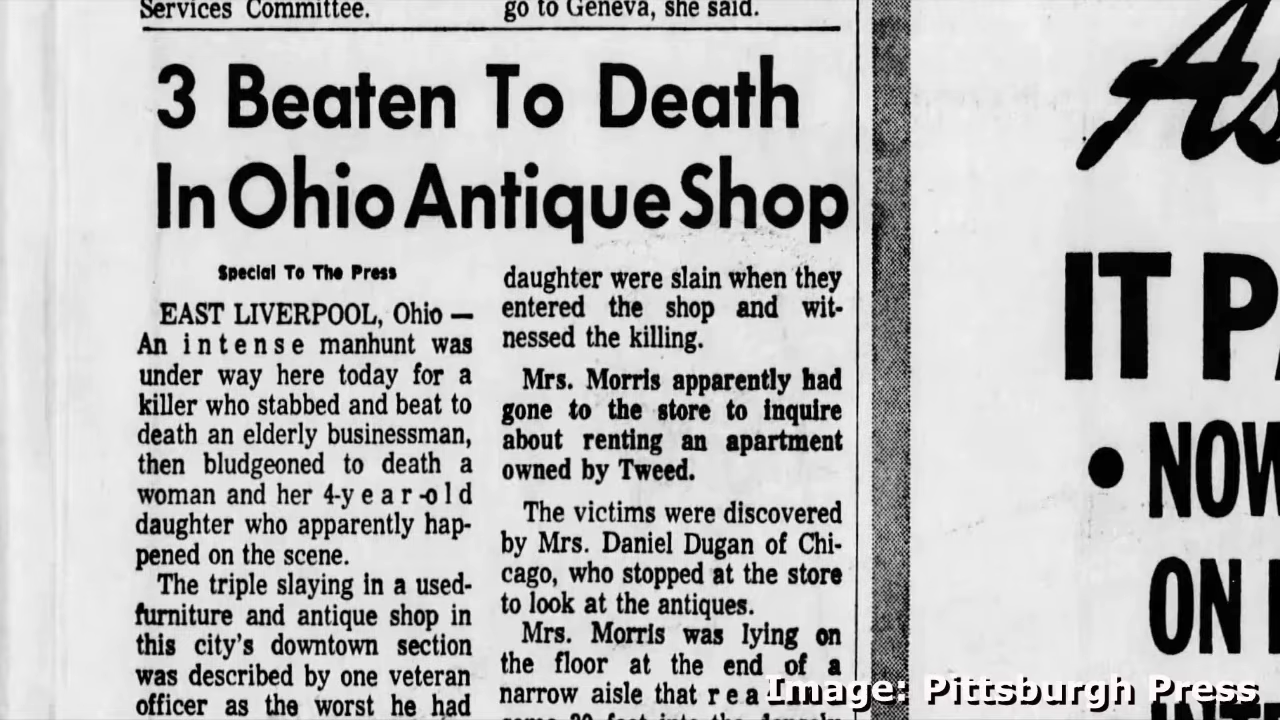 Services Committee.
go to Geneva, she said.
3 Beaten To Death
In Ohio Antique Shop
Special To The Press
EAST LIVERPOOL, Ohio —
An intense manhunt was
under way here today for a
killer who stabbed and beat to
death an elderly businessman,
then bludgeoned to death a
woman and her 4-year-old
daughter who apparently hap-
pened on the scene.
The triple slaying in a used-
furniture and antique shop in
this city's downtown section
was described by one veteran
officer as the worst he had
daughter were slain when they
entered the shop and wit-
nessed the killing.
Mrs. Morris apparently had
gone to the store to inquire
about renting an apartment
owned by Tweed.
The victims were discovered
by Mrs. Daniel Dugan of Chi-
cago, who stopped at the store
to look at the antiques.
Mrs. Morris was lying on
the floor at the end of a
narrow aisle that
As
IT PA
• NOW
ON
Image: Pittsburgh Press